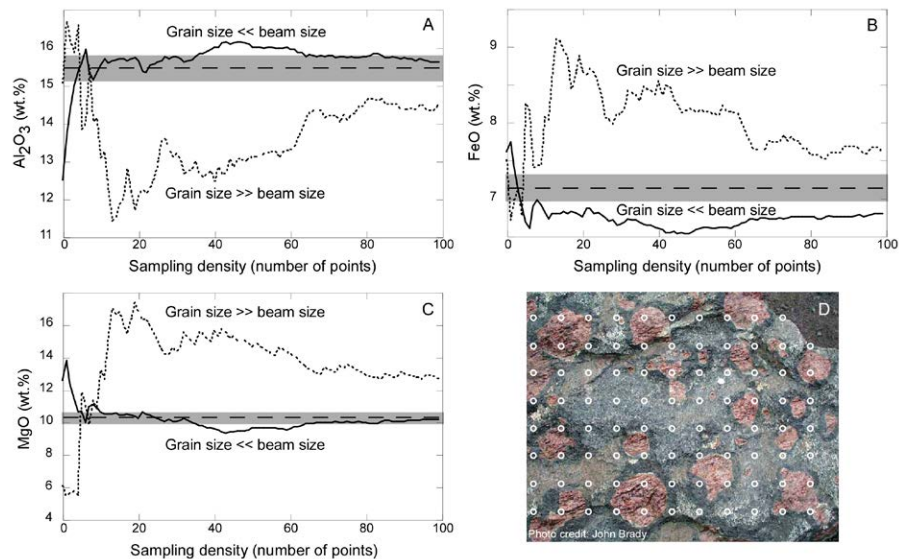 A
Grain size << beam size
16
15
14
13
12
11
Al2O3 (wt.%)
Grain size >> beam size
0 20 40 60 80 100
Sampling density (number of points)
B
9
8
7
6
FeO (wt.%)
Grain size >> beam size
Grain size << beam size
0 20 40 60 80 100
Sampling density (number of points)
C
18
16
14
12
10
8
6
4
MgO (wt.%)
Grain size >> beam size
Grain size << beam size
0 20 40 60 80 100
Sampling density (number of points)
D
Photo credit: John Brady